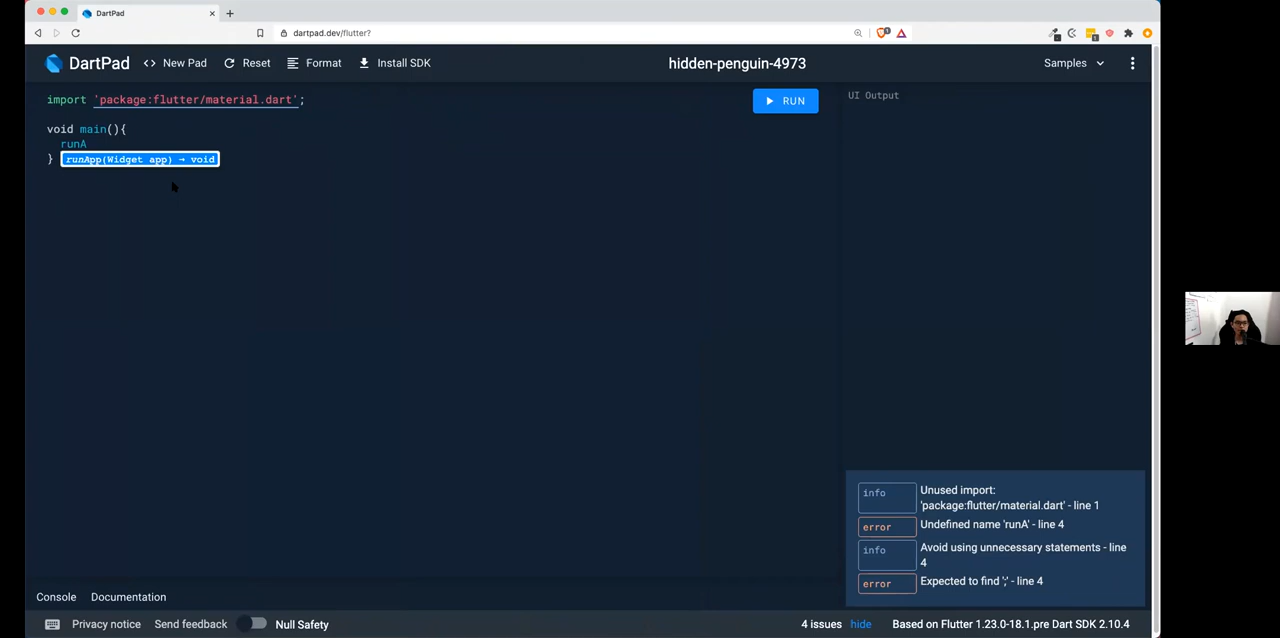 DartPad
dartpad.dev/flutter?
DartPad
<> New Pad
Reset
Format
Install SDK
hidden-penguin-4973
Samples
import 'package:flutter/material.dart';
void main(){
runA
} runApp(Widget app) → void
RUN
UI Output
info
Unused import:
'package:flutter/material.dart' - line 1
error
Undefined name 'runA' - line 4
info
Avoid using unnecessary statements - line
4
error
Expected to find ';' - line 4
Console
Documentation
Privacy notice
Send feedback
Null Safety
4 issues
hide
Based on Flutter 1.23.0-18.1.pre Dart SDK 2.10.4